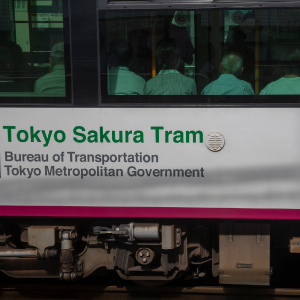 Tokyo Sakura Tram
Bureau of Transportation
Tokyo Metropolitan Government